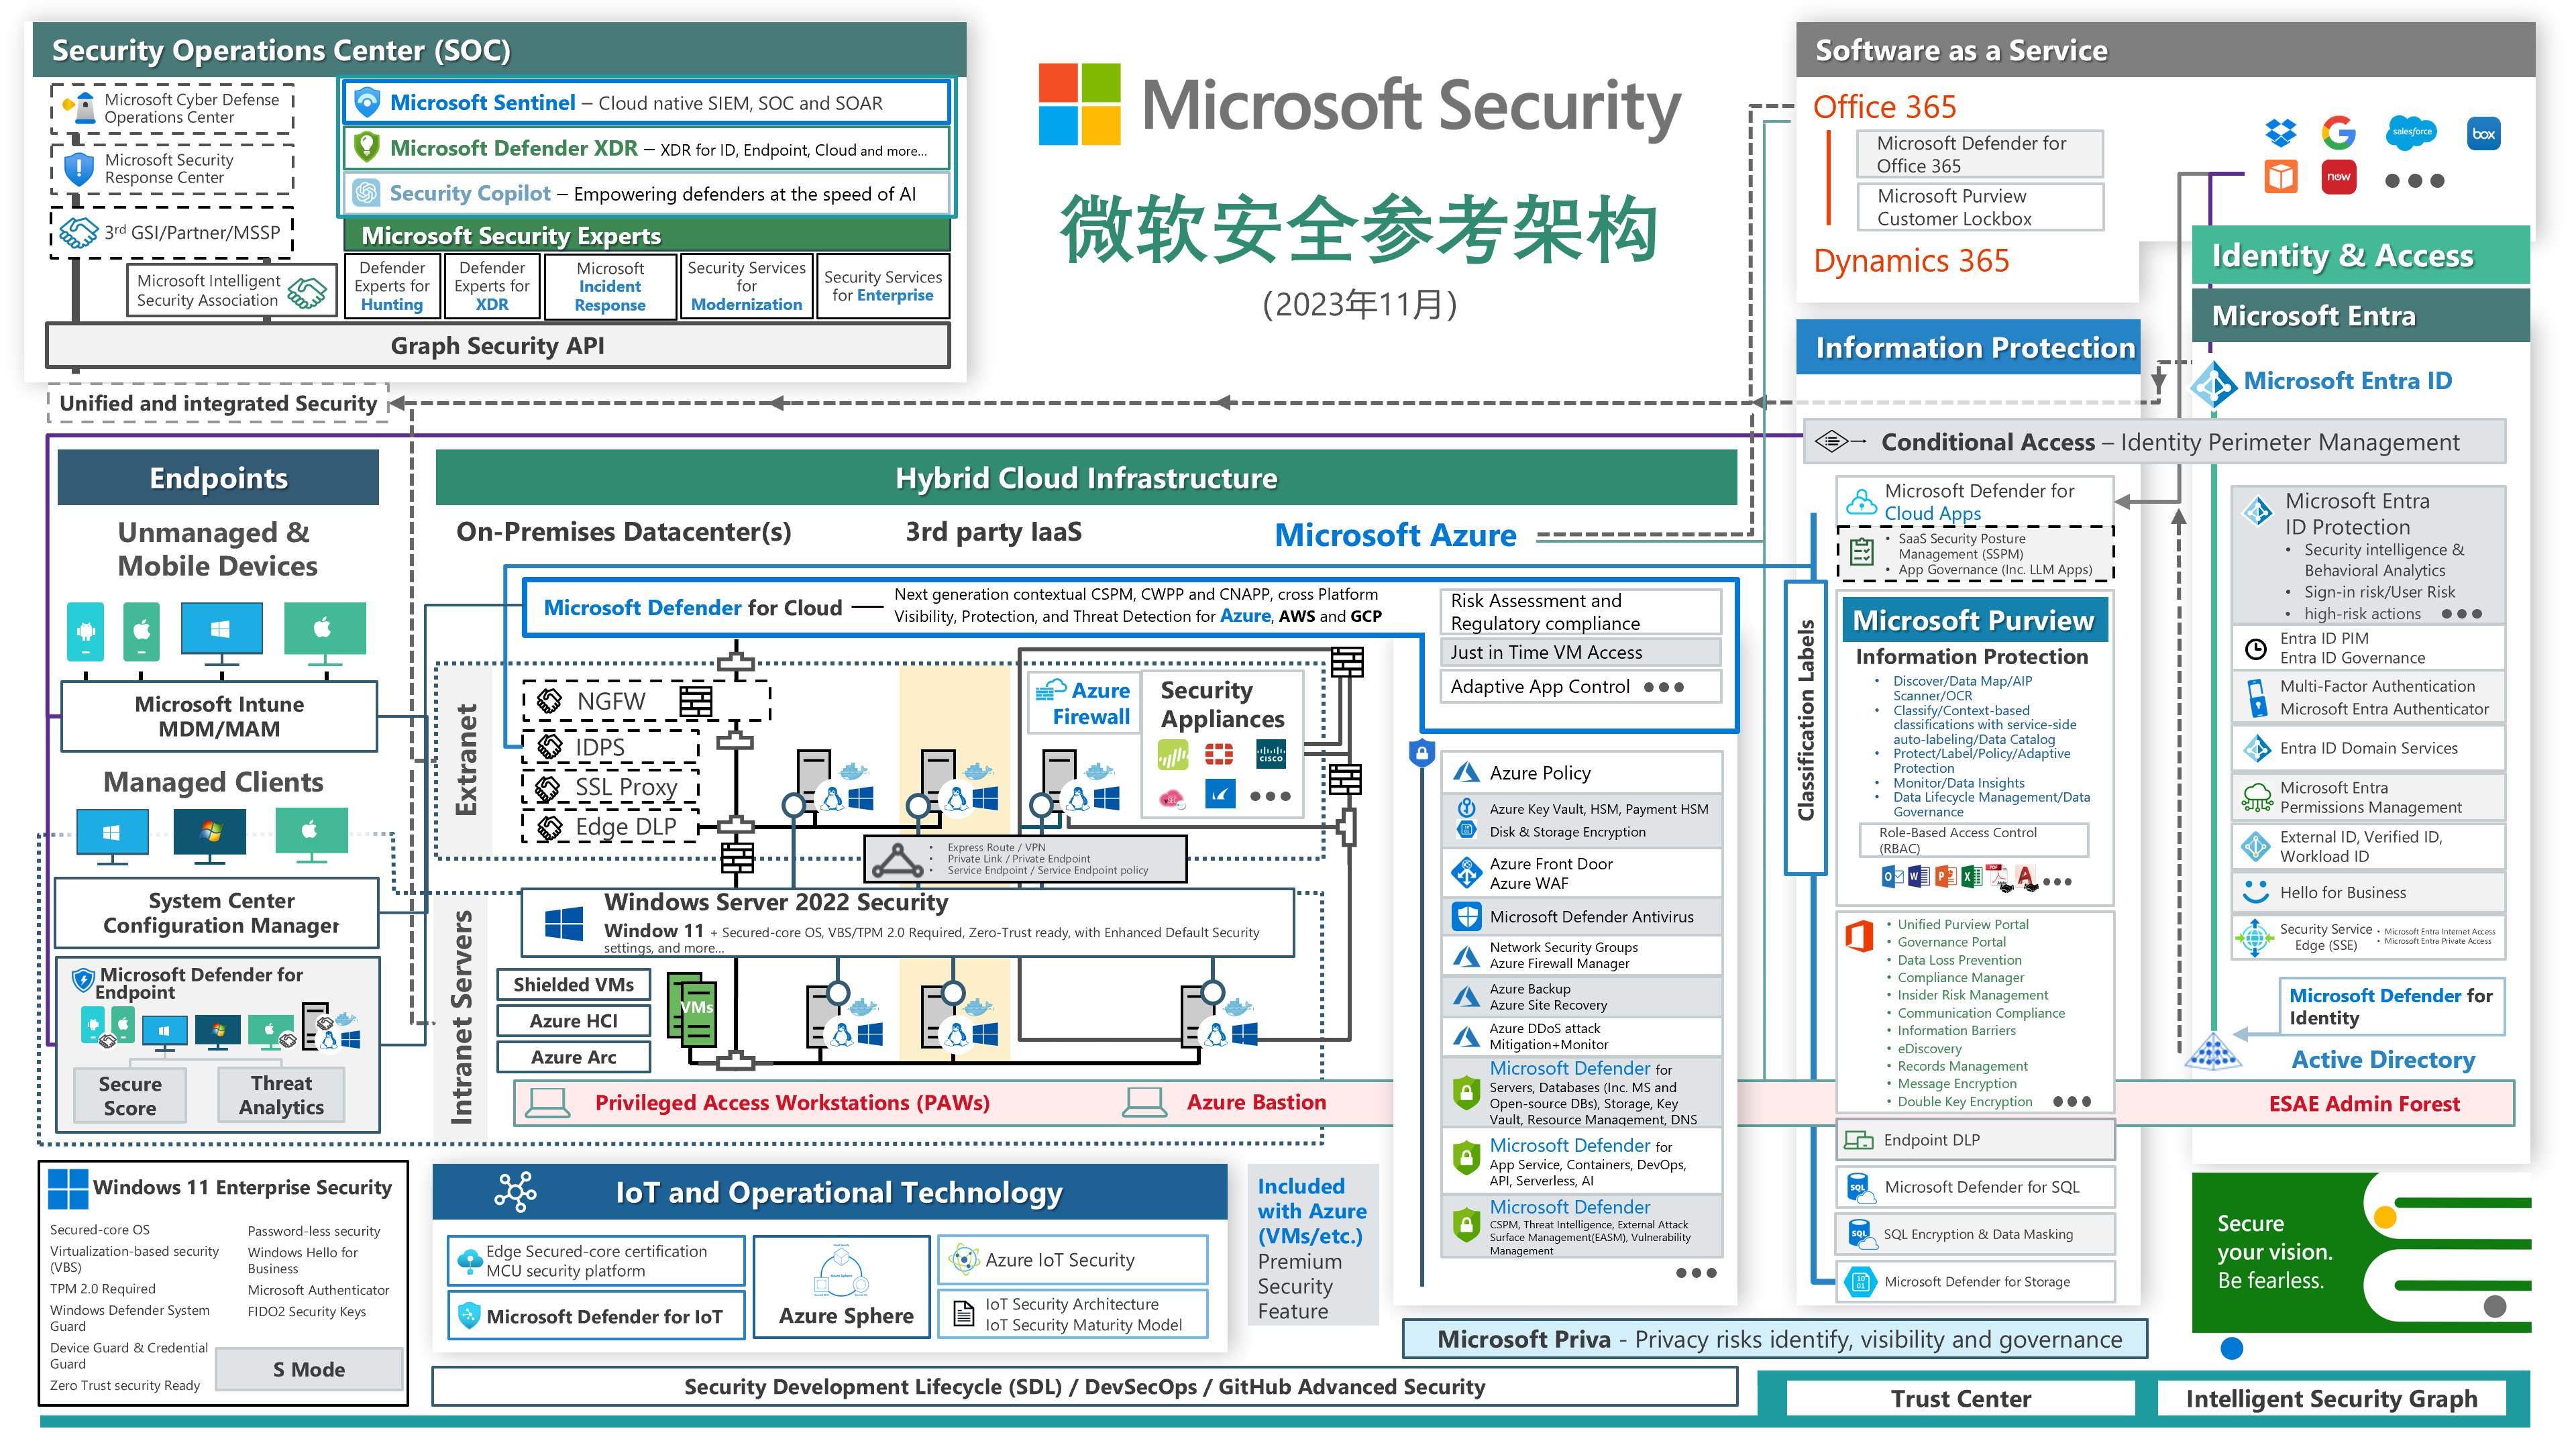 Security Operations Center (SOC)
Microsoft Cyber Defense
Operations Center
Microsoft Security
Response Center
3rd GSI/Partner/MSSP
Microsoft Intelligent
Security Association
Microsoft Sentinel – Cloud native SIEM, SOC and SOAR
Microsoft Defender XDR – XDR for ID, Endpoint, Cloud and more...
Security Copilot – Empowering defenders at the speed of AI
Microsoft Security Experts
Defender
Experts for
Hunting
Defender
Experts for
XDR
Microsoft
Incident
Response
Security Services
for
Modernization
Security Services
for Enterprise
Graph Security API
Unified and integrated Security
Microsoft Security
微软安全参考架构
(2023年11月)
Software as a Service
Office 365
Microsoft Defender for
Office 365
Microsoft Purview
Customer Lockbox
Dynamics 365
salesforce
box
now
Identity & Access
Microsoft Entra
Microsoft Entra ID
Information Protection
Conditional Access – Identity Perimeter Management
Endpoints
Unmanaged &
Mobile Devices
Microsoft Intune
MDM/MAM
Managed Clients
System Center
Configuration Manager
Microsoft Defender for
Endpoint
Secure
Score
Threat
Analytics
Hybrid Cloud Infrastructure
On-Premises Datacenter(s)
3rd party IaaS
Microsoft Azure
Microsoft Defender for Cloud
Next generation contextual CSPM, CWPP and CNAPP, cross Platform
Visibility, Protection, and Threat Detection for Azure, AWS and GCP
Risk Assessment and
Regulatory compliance
Just in Time VM Access
Adaptive App Control
Extranet
NGFW
IDPS
SSL Proxy
Edge DLP
Azure
Firewall
Security
Appliances
CISCO
• Express Route / VPN
• Private Link / Private Endpoint
• Service Endpoint / Service Endpoint policy
Intranet Servers
Windows Server 2022 Security
Window 11 + Secured-core OS, VBS/TPM 2.0 Required, Zero-Trust ready, with Enhanced Default Security
settings, and more...
Shielded VMs
Azure HCI
Azure Arc
VMs
Privileged Access Workstations (PAWs)
Azure Bastion
ESAE Admin Forest
Azure Policy
Azure Key Vault, HSM, Payment HSM
Disk & Storage Encryption
Azure Front Door
Azure WAF
Microsoft Defender Antivirus
Network Security Groups
Azure Firewall Manager
Azure Backup
Azure Site Recovery
Azure DDoS attack
Mitigation+Monitor
Microsoft Defender for
Servers, Databases (Inc. MS and
Open-source DBs), Storage, Key
Vault, Resource Management, DNS
Microsoft Defender for
App Service, Containers, DevOps,
API, Serverless, AI
Microsoft Defender
CSPM, Threat Intelligence, External Attack
Surface Management(EASM), Vulnerability
Management
Classification Labels
Microsoft Defender for
Cloud Apps
• SaaS Security Posture
Management (SSPM)
• App Governance (Inc. LLM Apps)
Microsoft Purview
Information Protection
• Discover/Data Map/AIP
Scanner/OCR
• Classify/Context-based
classifications with service-side
auto-labeling/Data Catalog
• Protect/Label/Policy/Adaptive
Protection
• Monitor/Data Insights
• Data Lifecycle Management/Data
Governance
Role-Based Access Control
(RBAC)
• Unified Purview Portal
• Governance Portal
• Data Loss Prevention
• Compliance Manager
• Insider Risk Management
• Communication Compliance
• Information Barriers
• eDiscovery
• Records Management
• Message Encryption
• Double Key Encryption
Endpoint DLP
SQL
Microsoft Defender for SQL
SQL
SQL Encryption & Data Masking
Microsoft Defender for Storage
Microsoft Entra
ID Protection
• Security intelligence &
Behavioral Analytics
• Sign-in risk/User Risk
• high-risk actions
Entra ID PIM
Entra ID Governance
Multi-Factor Authentication
Microsoft Entra Authenticator
Entra ID Domain Services
Microsoft Entra
Permissions Management
External ID, Verified ID,
Workload ID
Hello for Business
Security Service
Edge (SSE)
• Microsoft Entra Internet Access
• Microsoft Entra Private Access
Microsoft Defender for
Identity
Active Directory
Windows 11 Enterprise Security
Secured-core OS
Virtualization-based security
(VBS)
TPM 2.0 Required
Windows Defender System
Guard
Device Guard & Credential
Guard
Zero Trust security Ready
Password-less security
Windows Hello for
Business
Microsoft Authenticator
FIDO2 Security Keys
S Mode
IoT and Operational Technology
Edge Secured-core certification
MCU security platform
Microsoft Defender for IoT
Azure Sphere
Azure IoT Security
IoT Security Architecture
IoT Security Maturity Model
Included
with Azure
(VMs/etc.)
Premium
Security
Feature
Microsoft Priva - Privacy risks identify, visibility and governance
Security Development Lifecycle (SDL) / DevSecOps / GitHub Advanced Security
Secure
your vision.
Be fearless.
Trust Center
Intelligent Security Graph